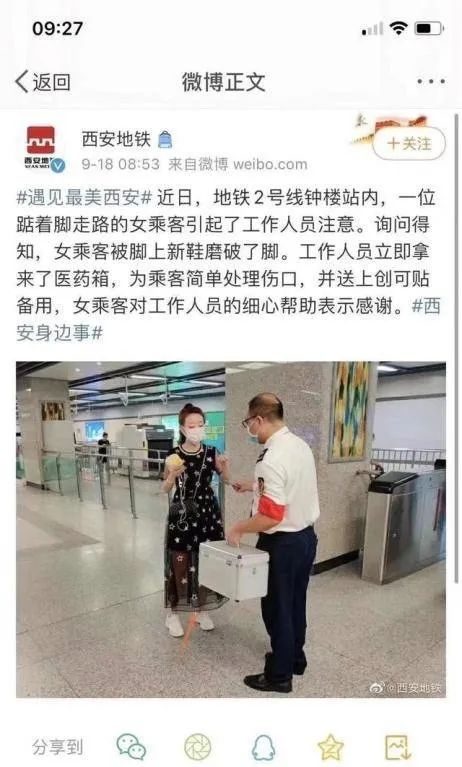 09:27
返回
微博正文
西安地铁
+关注
9-18 08:53 来自微博 weibo.com
#遇见最美西安# 近日，地铁2号线钟楼站内，一位
踮着脚走路的女乘客引起了工作人员注意。询问得
知，女乘客被脚上新鞋磨破了脚。工作人员立即拿
来了医药箱，为乘客简单处理伤口，并送上创可贴
备用，女乘客对工作人员的细心帮助表示感谢。#西
安身边事#
@西安地铁
分享到